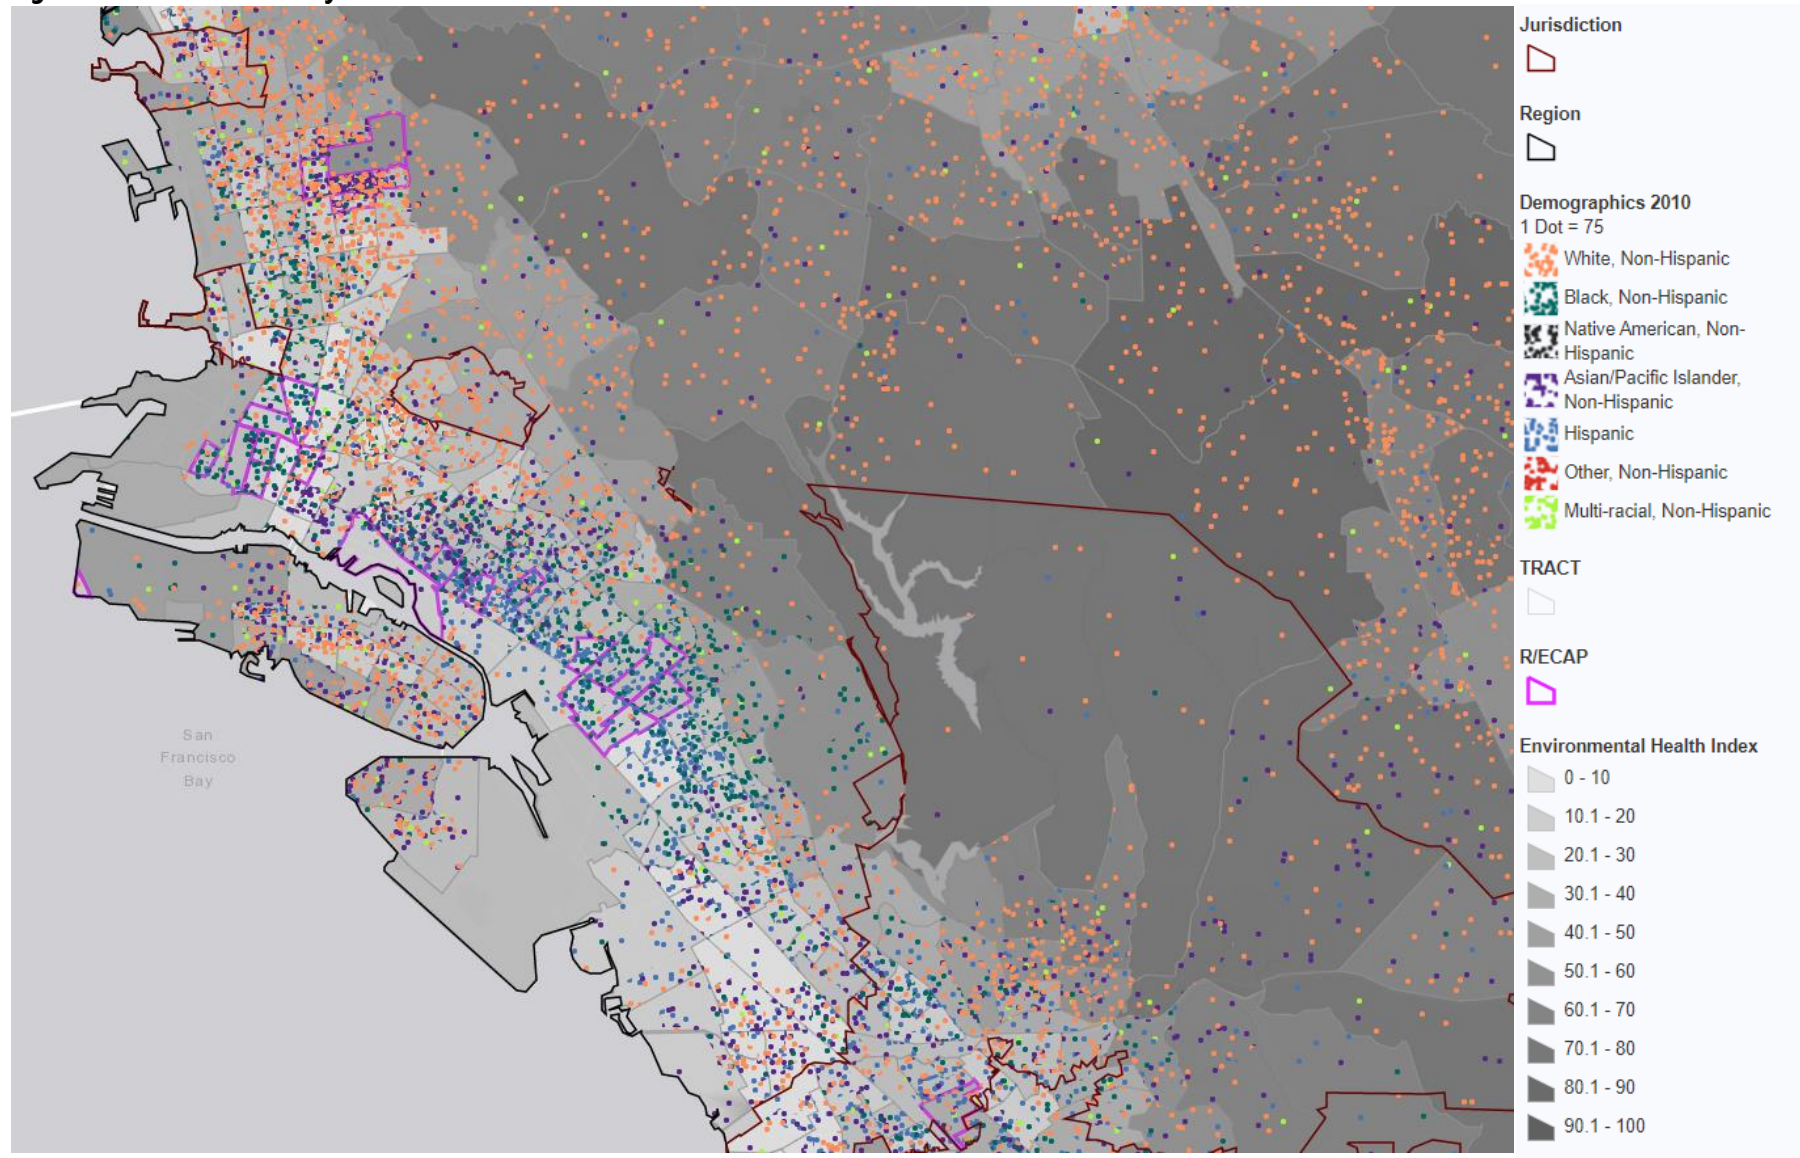 San
Francisco
Bay
Jurisdiction
Region
Demographics 2010
1 Dot = 75
White, Non-Hispanic
Black, Non-Hispanic
Native American, Non-
Hispanic
Asian/Pacific Islander,
Non-Hispanic
Hispanic
Other, Non-Hispanic
Multi-racial, Non-Hispanic
TRACT
R/ECAP
Environmental Health Index
0 - 10
10.1 - 20
20.1 - 30
30.1 - 40
40.1 - 50
50.1 - 60
60.1 - 70
70.1 - 80
80.1 - 90
90.1 - 100